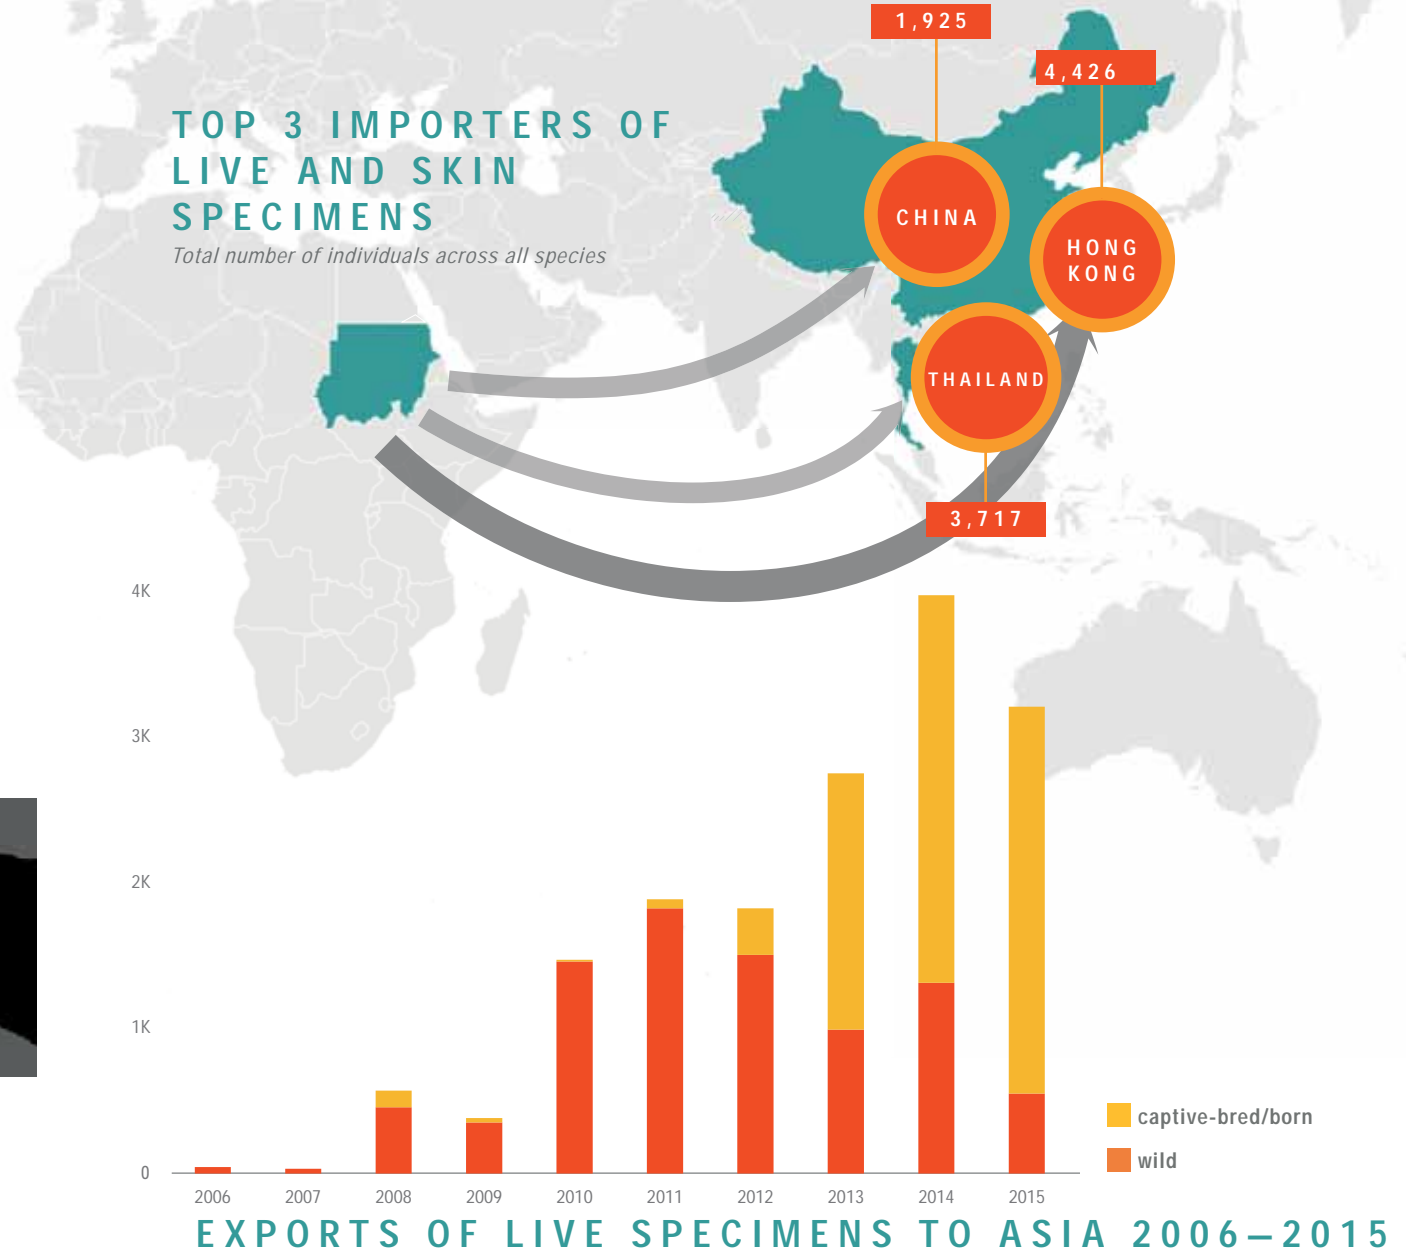 1,925
4,426
TOP 3 IMPORTERS OF
LIVE AND SKIN
SPECIMENS
Total number of individuals across all species
CHINA
HONG
KONG
THAILAND
3,717
4K
3K
2K
1K
0
captive-bred/born
wild
2006 2007 2008 2009 2010 2011 2012 2013 2014 2015
EXPORTS OF LIVE SPECIMENS TO ASIA 2006—2015